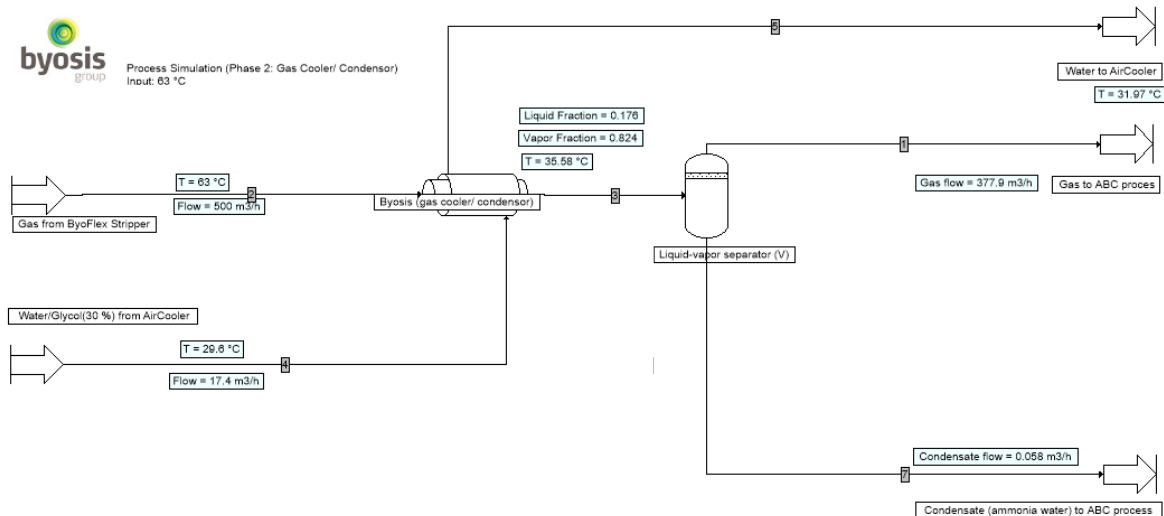 byosis
group
Process Simulation (Phase 2: Gas Cooler/ Condensor)
Input: 63 °C
5
Water to AirCooler
T = 31.97 °C
Liquid Fraction = 0.176
Vapor Fraction = 0.824
T = 35.58 °C
1
Gas flow = 377.9 m3/h
Gas to ABC proces
T = 63 °C
2
Flow = 500 m3/h
Gas from ByoFlex Stripper
Byosis (gas cooler/ condensor)
3
Liquid-vapor separator (V)
Water/Glycol(30 %) from AirCooler
T = 29.6 °C
4
Flow = 17.4 m3/h
Condensate flow = 0.058 m3/h
7
Condensate (ammonia water) to ABC process